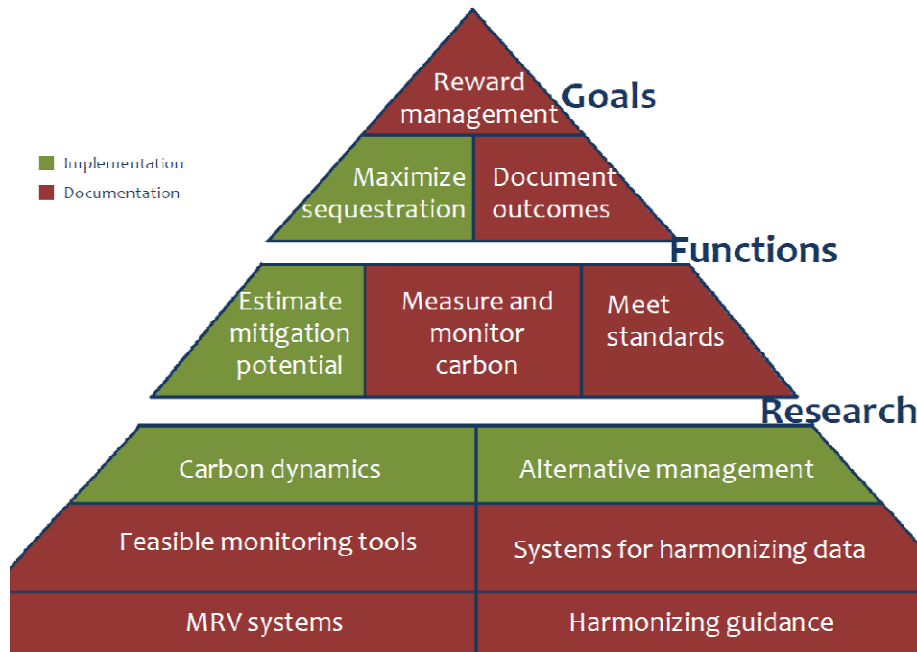 Reward
management
Goals
Implementation
Documentation
Maximize
sequestration
Document
outcomes
Functions
Estimate
mitigation
potential
Measure and
monitor
carbon
Meet
standards
Research
Carbon dynamics
Alternative management
Feasible monitoring tools
Systems for harmonizing data
MRV systems
Harmonizing guidance